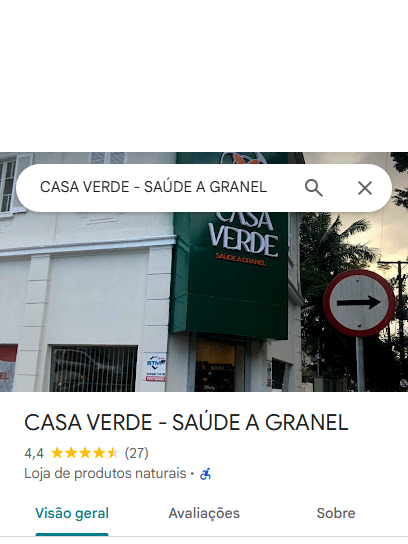 CASA VERDE - SAÚDE A GRANEL
CASA
VERDE
SAÚDE A GRANEL
STM
CASA VERDE - SAÚDE A GRANEL
4,4 (27)
Loja de produtos naturais ·
Visão geral
Avaliações
Sobre